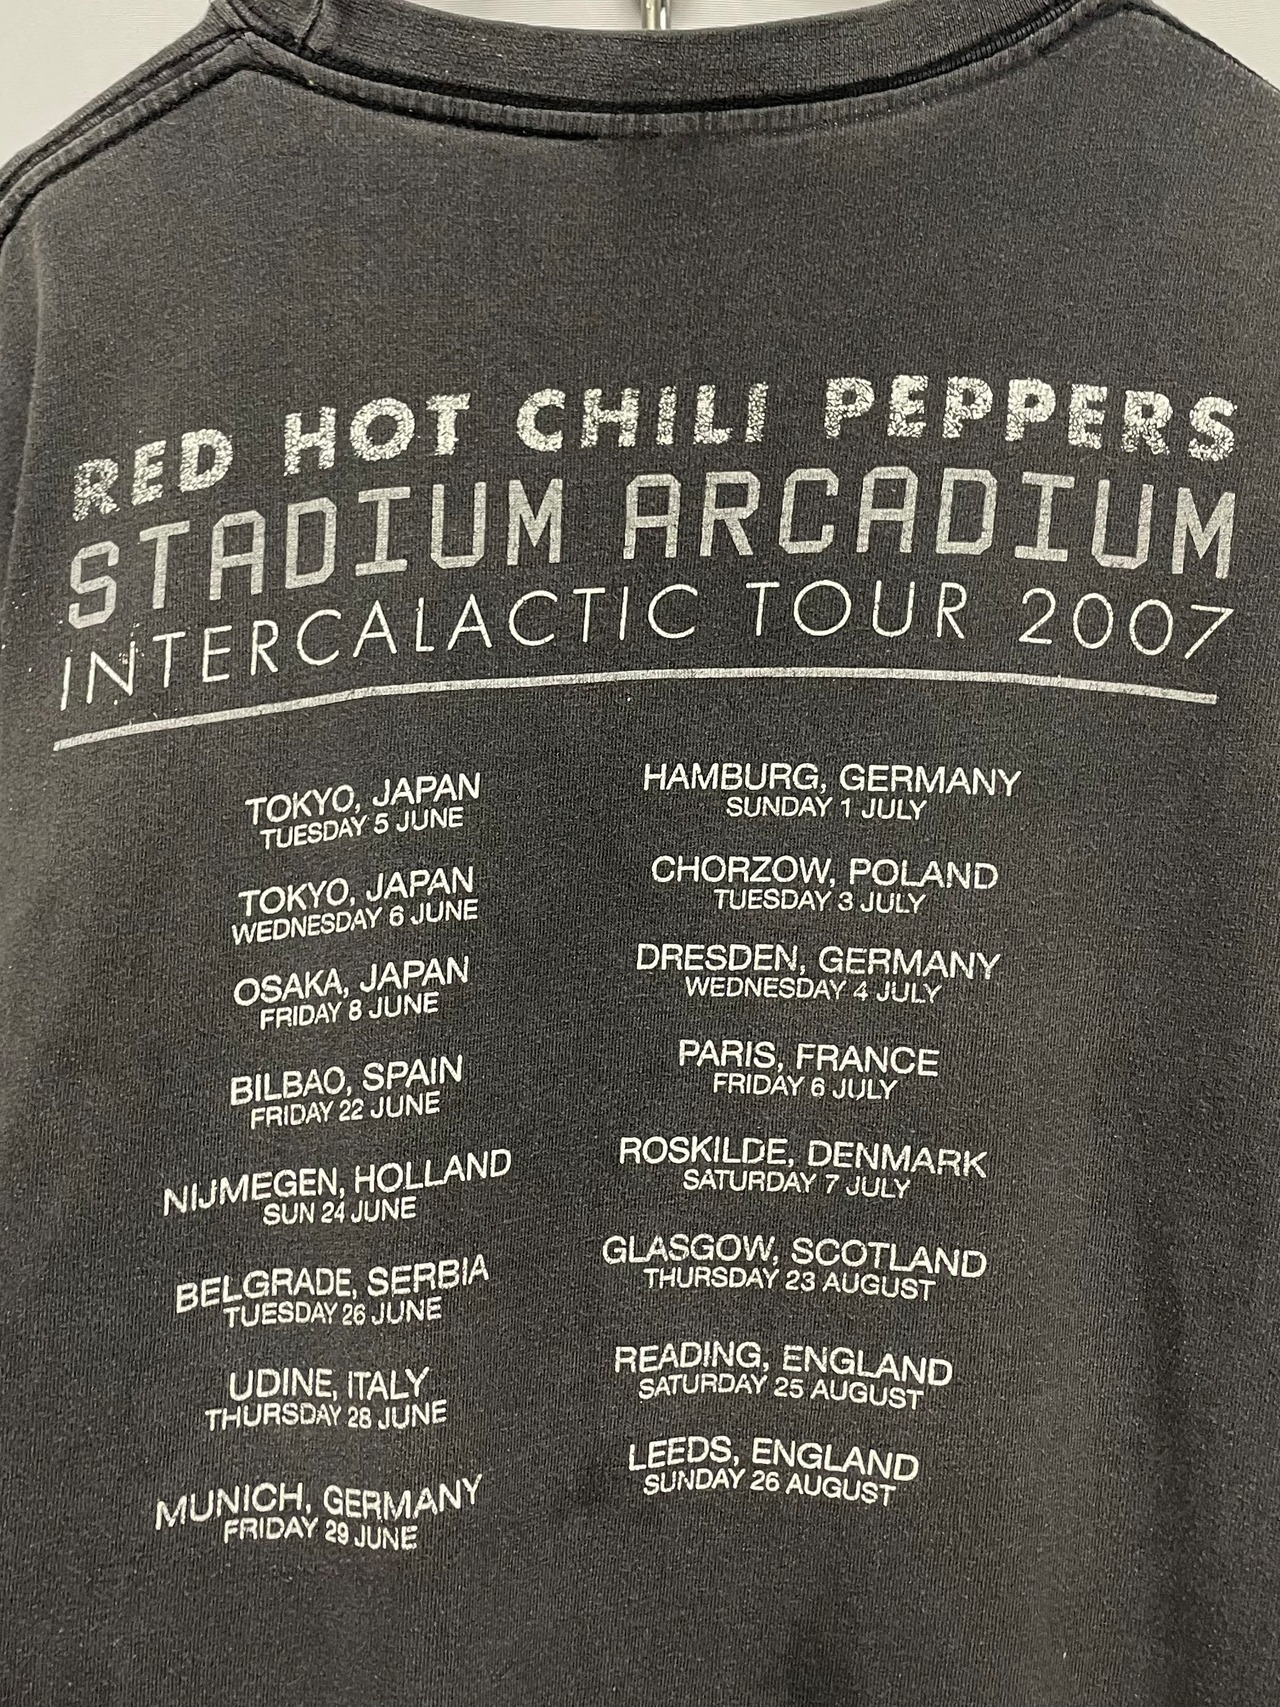 RED HOT CHILI PEPPERS
STADIUM ARCADIUM
INTERCALACTIC TOUR 2007
TOKYO, JAPAN
TUESDAY 5 JUNE
TOKYO, JAPAN
WEDNESDAY 6 JUNE
OSAKA, JAPAN
FRIDAY 8 JUNE
BILBAO, SPAIN
FRIDAY 22 JUNE
NIJMEGEN, HOLLAND
SUN 24 JUNE
BELGRADE, SERBIA
TUESDAY 26 JUNE
UDINE, ITALY
THURSDAY 28 JUNE
MUNICH, GERMANY
FRIDAY 29 JUNE
HAMBURG, GERMANY
SUNDAY 1 JULY
CHORZOW, POLAND
TUESDAY 3 JULY
DRESDEN, GERMANY
WEDNESDAY 4 JULY
PARIS, FRANCE
FRIDAY 6 JULY
ROSKILDE, DENMARK
SATURDAY 7 JULY
GLASGOW, SCOTLAND
THURSDAY 23 AUGUST
READING, ENGLAND
SATURDAY 25 AUGUST
LEEDS, ENGLAND
SUNDAY 26 AUGUST